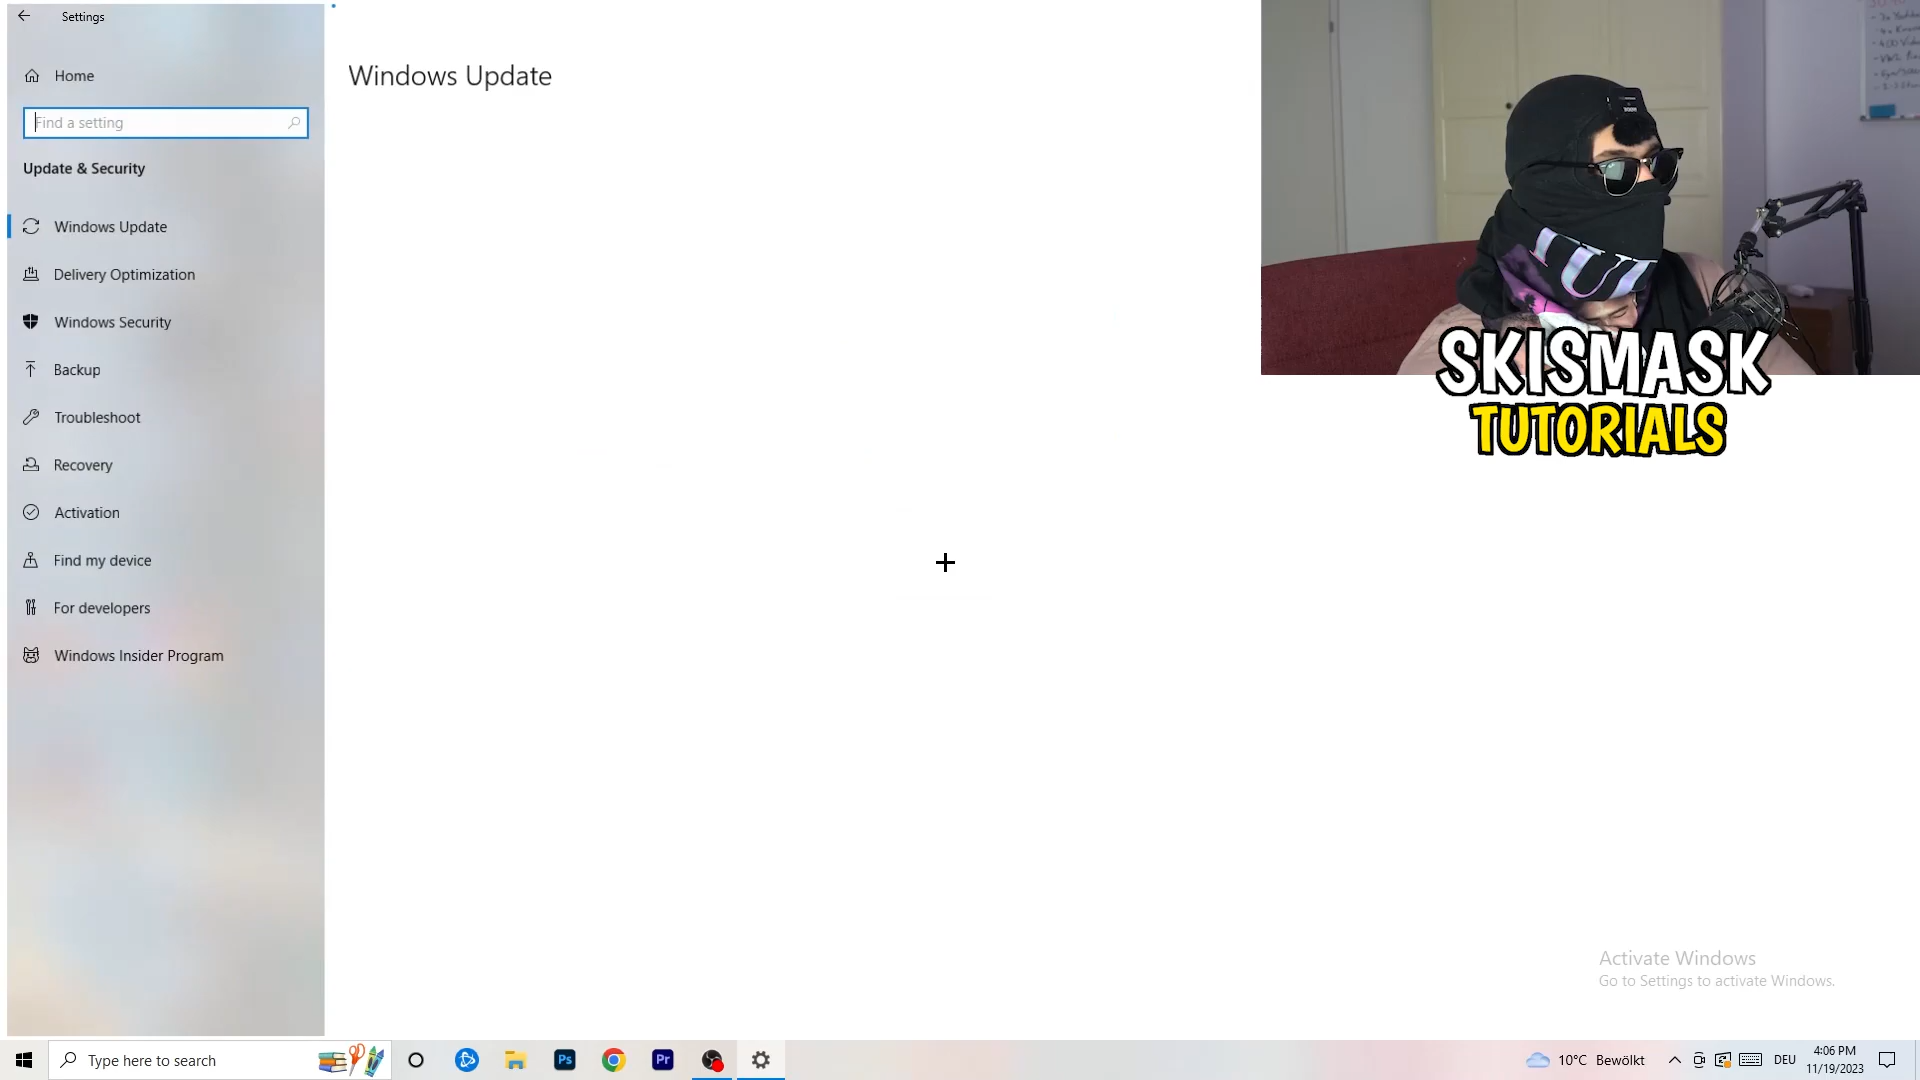 Settings
Home
Find a setting
Update & Security
Windows Update
Delivery Optimization
Windows Security
Backup
Troubleshoot
Recovery
Activation
Find my device
For developers
Windows Insider Program
Windows Update
SKISMASK
TUTORIALS
Activate Windows
Go to Settings to activate Windows.
Type here to search
Ps
Pr
10°C Bewölkt
DEU
4:06 PM
11/19/2023